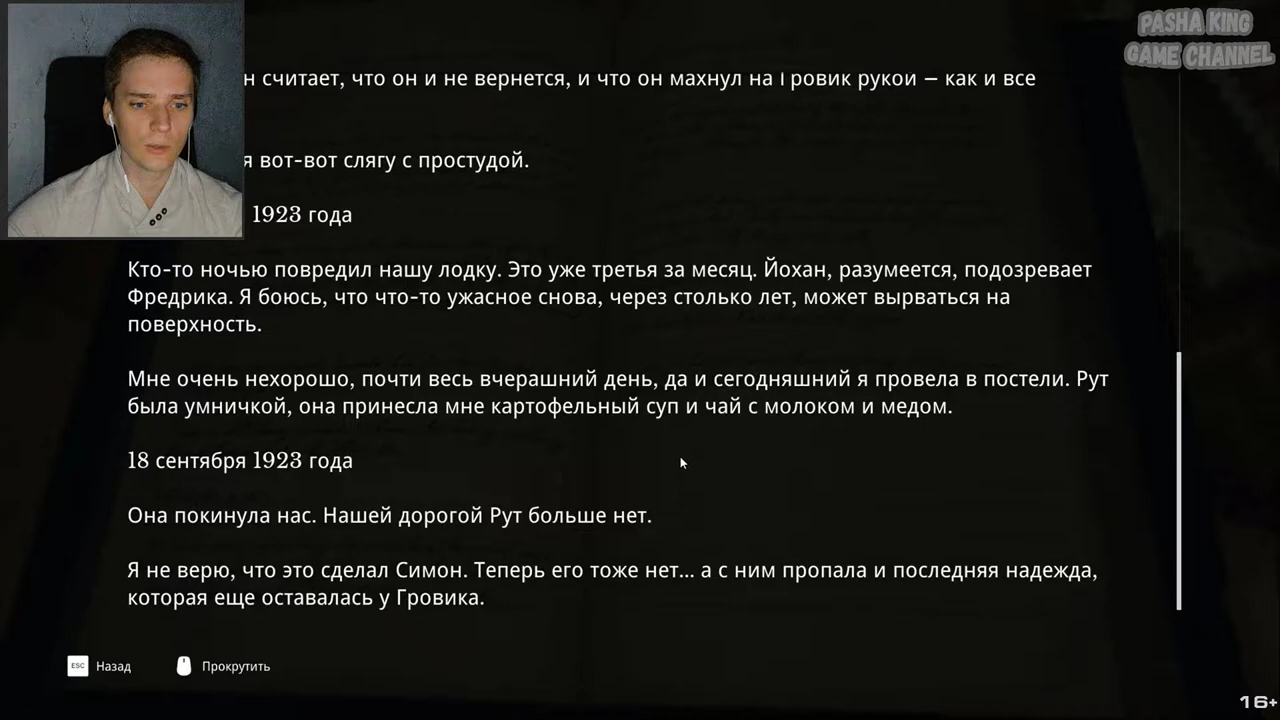 PASHA KING
GAME CHANNEL
н считает, что он и не вернется, и что он махнул на Гровик рукой – как и все
я вот-вот слягу с простудой.
1923 года
Кто-то ночью повредил нашу лодку. Это уже третья за месяц. Йохан, разумеется, подозревает
Фредрика. Я боюсь, что что-то ужасное снова, через столько лет, может вырваться на
поверхность.
Мне очень нехорошо, почти весь вчерашний день, да и сегодняшний я провела в постели. Рут
была умничкой, она принесла мне картофельный суп и чай с молоком и медом.
18 сентября 1923 года
Она покинула нас. Нашей дорогой Рут больше нет.
Я не верю, что это сделал Симон. Теперь его тоже нет... а с ним пропала и последняя надежда,
которая еще оставалась у Гровика.
ESC Назад Прокрутить
16+